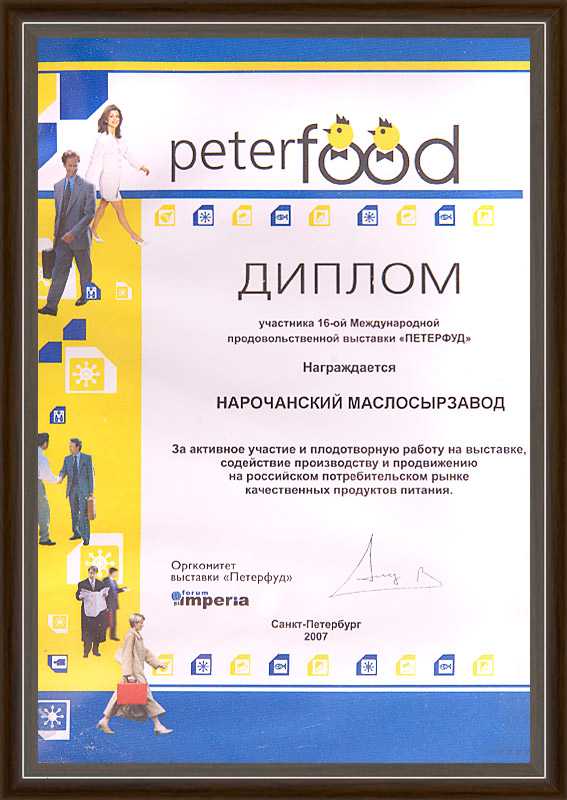 peterfood
ДИПЛОМ
участника 16-ой Международной
продовольственной выставки «ПЕТЕРФУД»
Награждается
НАРОЧАНСКИЙ МАСЛОСЫРЗАВОД
За активное участие и плодотворную работу на выставке,
содействие производству и продвижению
на российском потребительском рынке
качественных продуктов питания.
Оргкомитет
выставки «Петерфуд»
forum
imperia
Санкт-Петербург
2007